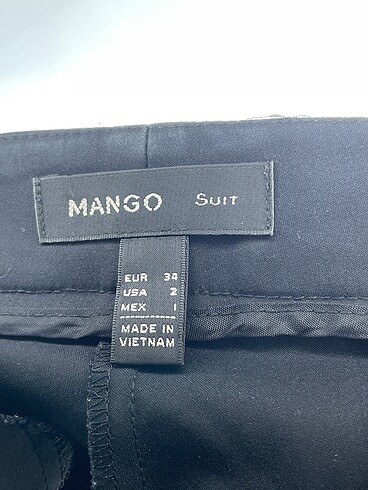 MANGO Suit
EUR 34
USA 2
MEX 1
MADE IN
VIETNAM